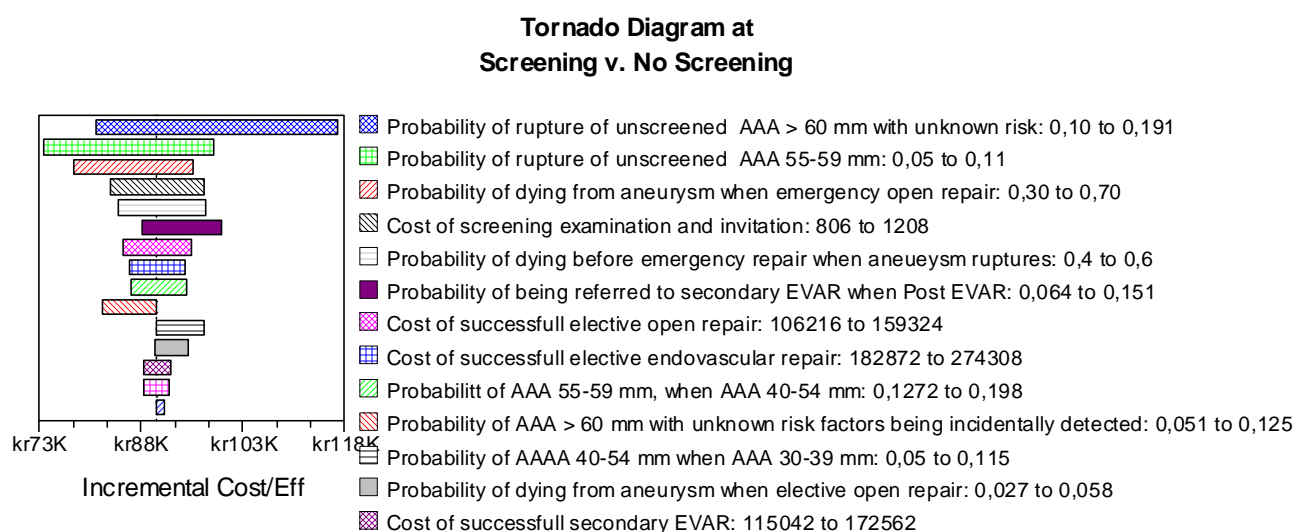 Tornado Diagram at
Screening v. No Screening
Probability of rupture of unscreened AAA > 60 mm with unknown risk: 0,10 to 0,191
Probability of rupture of unscreened AAA 55-59 mm: 0,05 to 0,11
Probability of dying from aneurysm when emergency open repair: 0,30 to 0,70
Cost of screening examination and invitation: 806 to 1208
Probability of dying before emergency repair when aneueysm ruptures: 0,4 to 0,6
Probability of being referred to secondary EVAR when Post EVAR: 0,064 to 0,151
Cost of successfull elective open repair: 106216 to 159324
Cost of successfull elective endovascular repair: 182872 to 274308
Probabilitt of AAA 55-59 mm, when AAA 40-54 mm: 0,1272 to 0,198
Probability of AAA > 60 mm with unknown risk factors being incidentally detected: 0,051 to 0,125
Probability of AAAA 40-54 mm when AAA 30-39 mm: 0,05 to 0,115
Probability of dying from aneurysm when elective open repair: 0,027 to 0,058
Cost of successfull secondary EVAR: 115042 to 172562
kr73K kr88K kr103K kr118K
Incremental Cost/Eff